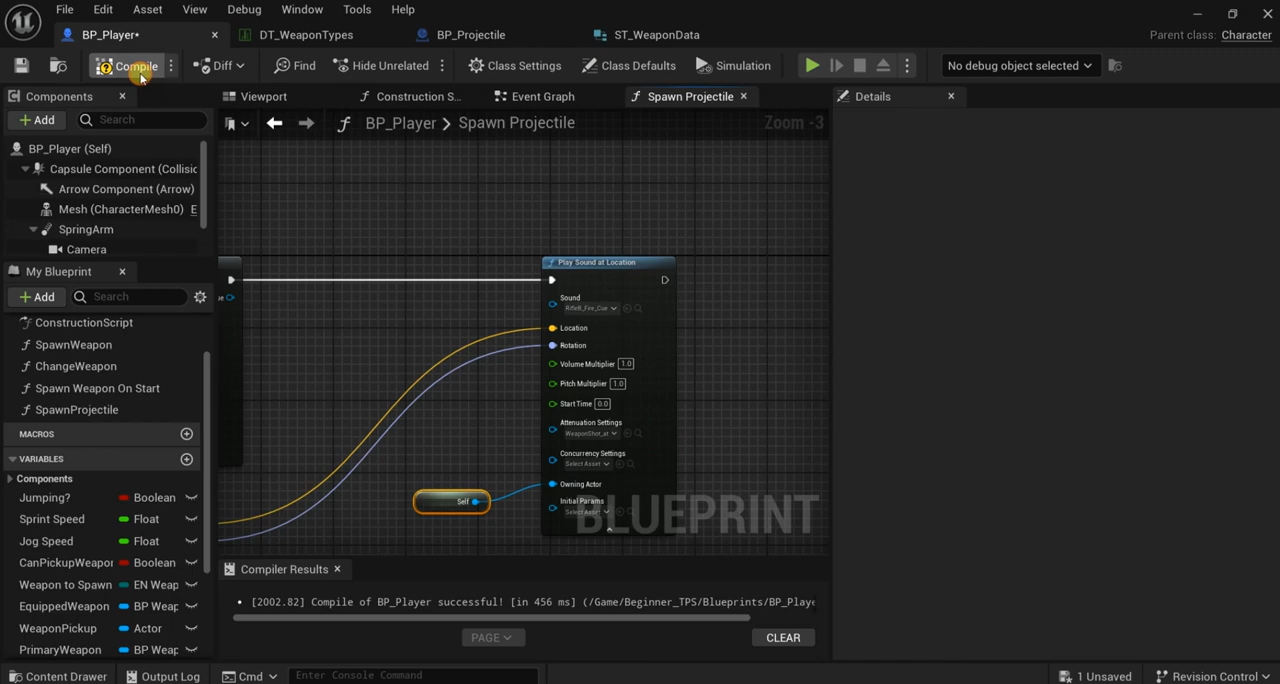 File Edit Asset View Debug Window Tools Help
BP_Player• DT_WeaponTypes BP_Projectile ST_WeaponData Parent class: Character
Compile Diff Find Hide Unrelated Class Settings Class Defaults Simulation No debug object selected
Components Viewport Construction S... Event Graph Spawn Projectile Details
+ Add Search BP_Player > Spawn Projectile Zoom -3
BP_Player (Self)
Capsule Component (Collisic
Arrow Component (Arrow)
Mesh (CharacterMesh0) E
SpringArm
Camera
My Blueprint
+ Add Search
ConstructionScript
SpawnWeapon
ChangeWeapon
Spawn Weapon On Start
SpawnProjectile
MACROS
VARIABLES
Components
Jumping? Boolean
Sprint Speed Float
Jog Speed Float
CanPickupWeapor Boolean
Weapon to Spawn EN Weap
EquippedWeapon BP Weap
WeaponPickup Actor
PrimaryWeapon BP Weap
Play Sound at Location
Sound
RifleB_Fire_Cue
Location
Rotation
Volume Multiplier 1.0
Pitch Multiplier 1.0
Start Time 0.0
Attenuation Settings
WeaponShot_at
Concurrency Settings
Select Asset
Owning Actor
Initial Params
Select Asset
Self
BLUEPRINT
Compiler Results
• [2002.82] Compile of BP_Player successful! [in 456 ms] (/Game/Beginner_TPS/Blueprints/BP_Playe
PAGE CLEAR
Content Drawer Output Log Cmd Enter Console Command 1 Unsaved Revision Control